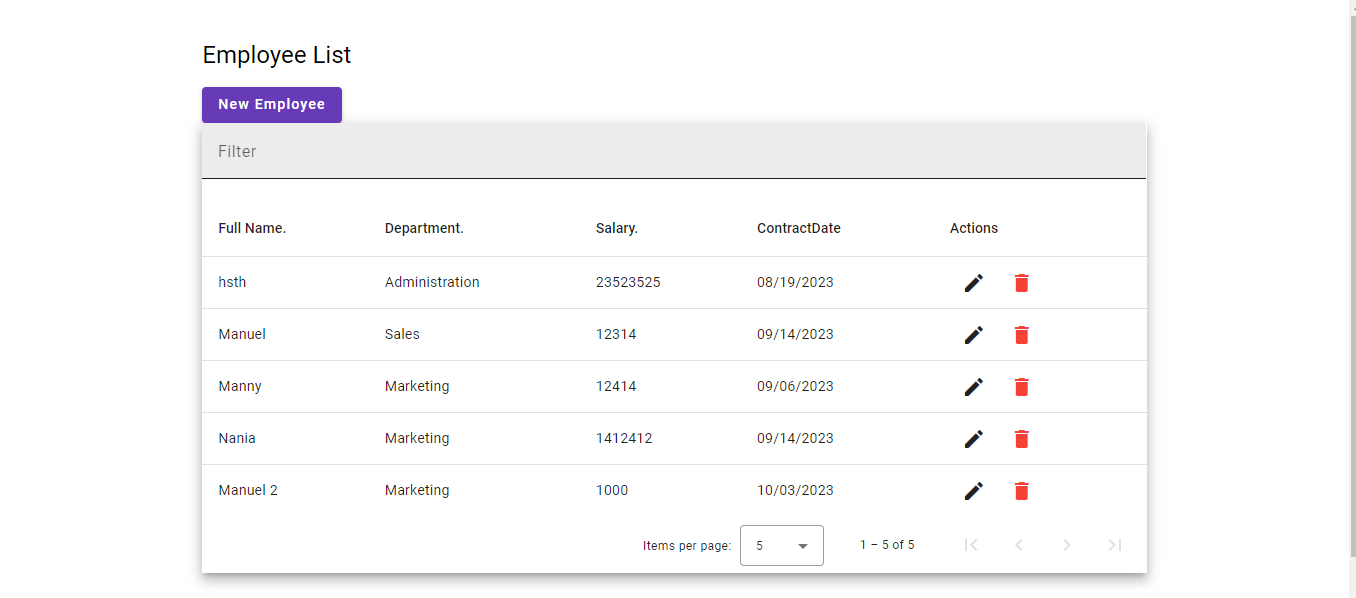 Employee List
New Employee
Filter
Full Name. Department. Salary. ContractDate Actions
hsth Administration 23523525 08/19/2023
Manuel Sales 12314 09/14/2023
Manny Marketing 12414 09/06/2023
Nania Marketing 1412412 09/14/2023
Manuel 2 Marketing 1000 10/03/2023
Items per page: 5 1 – 5 of 5